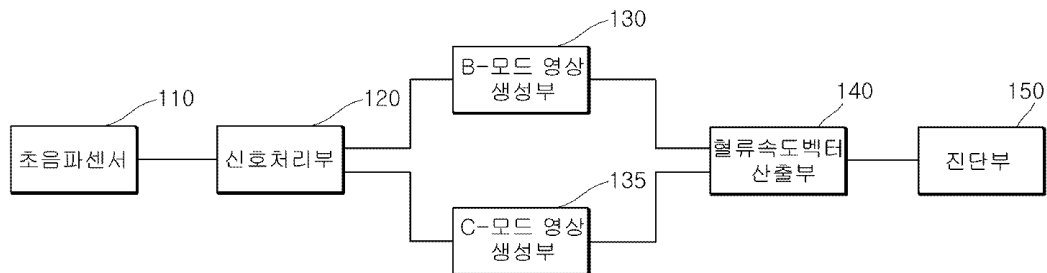 130
B-모드 영상
생성부
110
초음파센서
120
신호처리부
140
혈류속도벡터
산출부
150
진단부
135
C-모드 영상
생성부